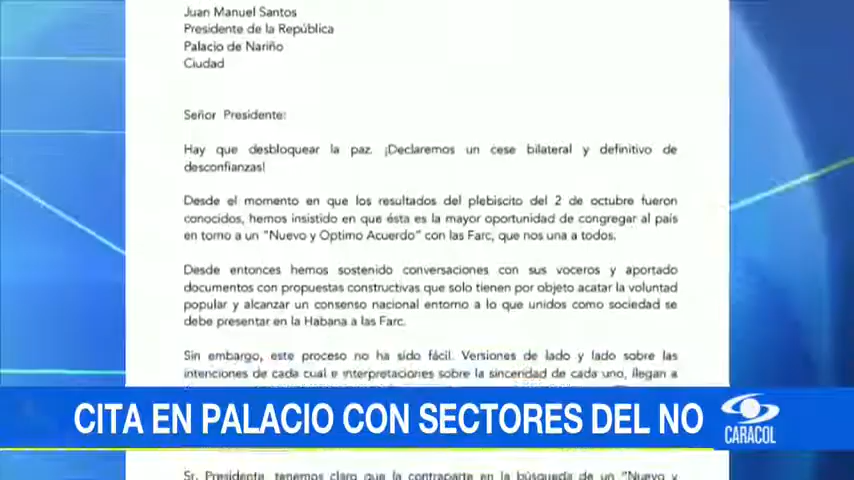 Juan Manuel Santos
Presidente de la República
Palacio de Nariño
Ciudad
Señor Presidente:
Hay que desbloquear la paz. ¡Declaremos un cese bilateral y definitivo de
desconfianzas!
Desde el momento en que los resultados del plebiscito del 2 de octubre fueron
conocidos, hemos insistido en que ésta es la mayor oportunidad de congregar al país
en torno a un "Nuevo y Optimo Acuerdo" con las Farc, que nos una a todos.
Desde entonces hemos sostenido conversaciones con sus voceros y aportado
documentos con propuestas constructivas que solo tienen por objeto acatar la voluntad
popular y alcanzar un consenso nacional entorno a lo que unidos como sociedad se
debe presentar en la Habana a las Farc.
Sin embargo, este proceso no ha sido fácil. Versiones de lado y lado sobre las
intenciones de cada cual e interpretaciones sobre la sinceridad de cada uno, llegan a
CITA EN PALACIO CON SECTORES DEL NO
CARACOL
Sr. Presidente, tenemos claro que la contraparte en la búsqueda de un "Nuevo y